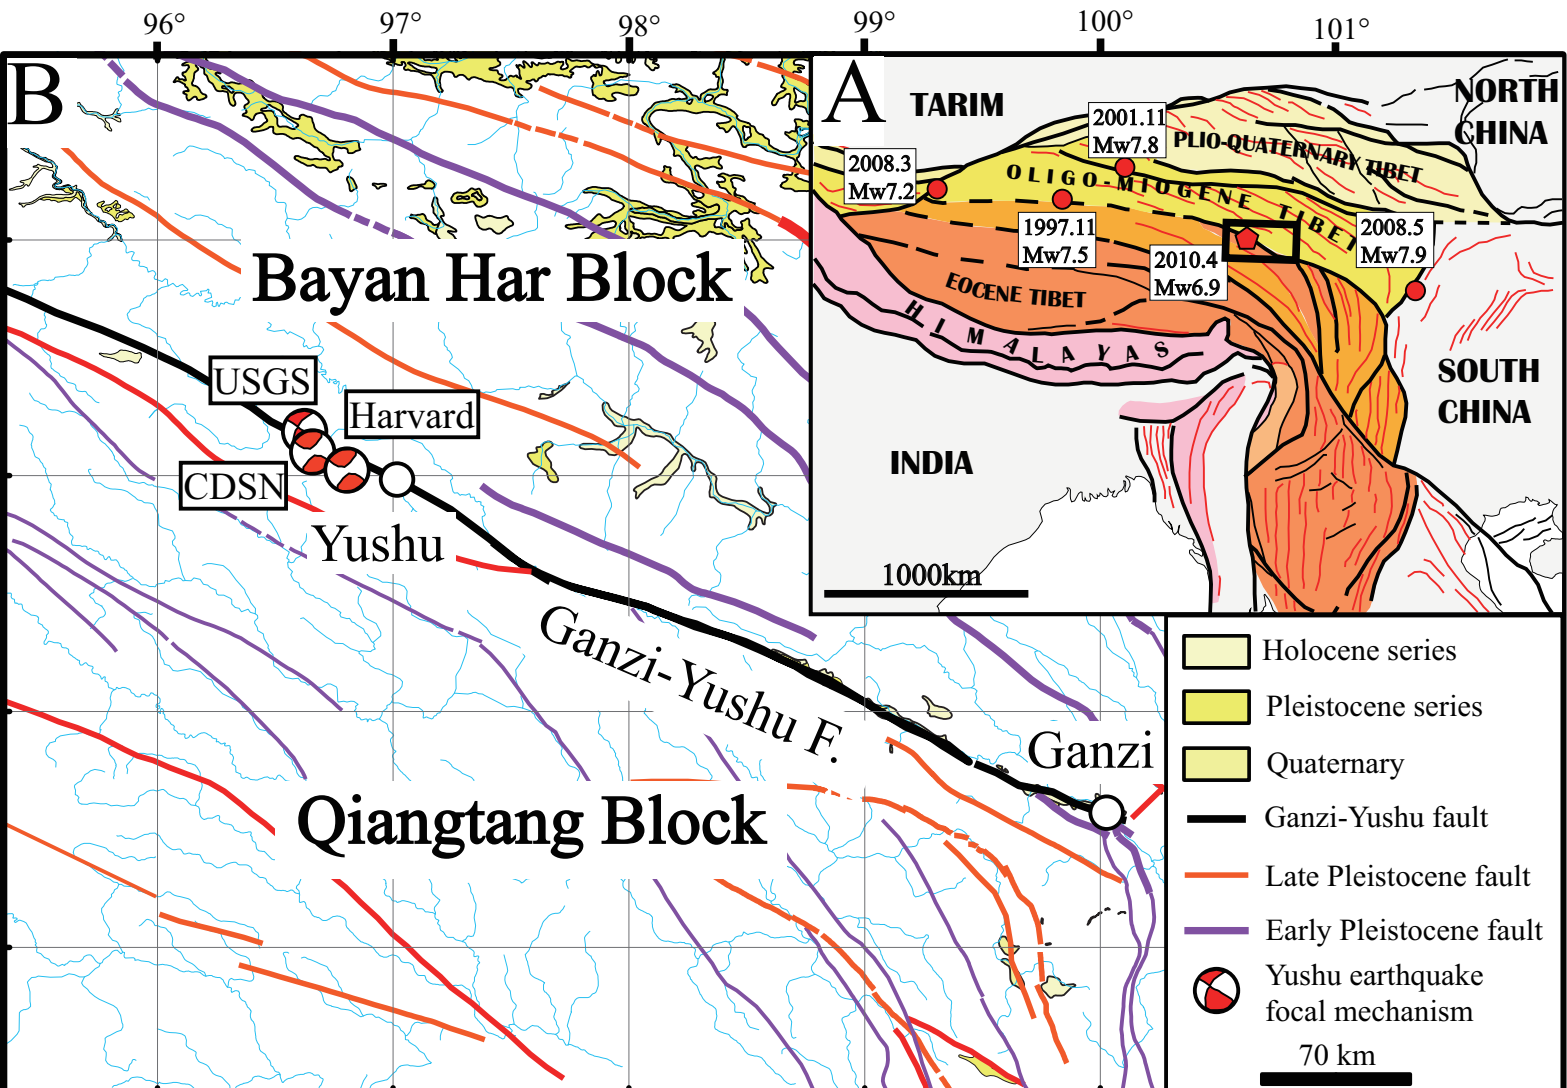 96°
97°
98°
99°
100°
101°
B
Bayan Har Block
USGS
Harvard
CDSN
Yushu
Ganzi-Yushu F.
Ganzi
Qiangtang Block
A
TARIM
NORTH
CHINA
2001.11
Mw7.8
PLIO-QUATERNARY TIBET
2008.3
Mw7.2
OLIGO-MIOGENE TIBET
1997.11
Mw7.5
2008.5
Mw7.9
2010.4
Mw6.9
EOCENE TIBET
HIMALAYAS
SOUTH
CHINA
INDIA
1000km
Holocene series
Pleistocene series
Quaternary
Ganzi-Yushu fault
Late Pleistocene fault
Early Pleistocene fault
Yushu earthquake
focal mechanism
70 km